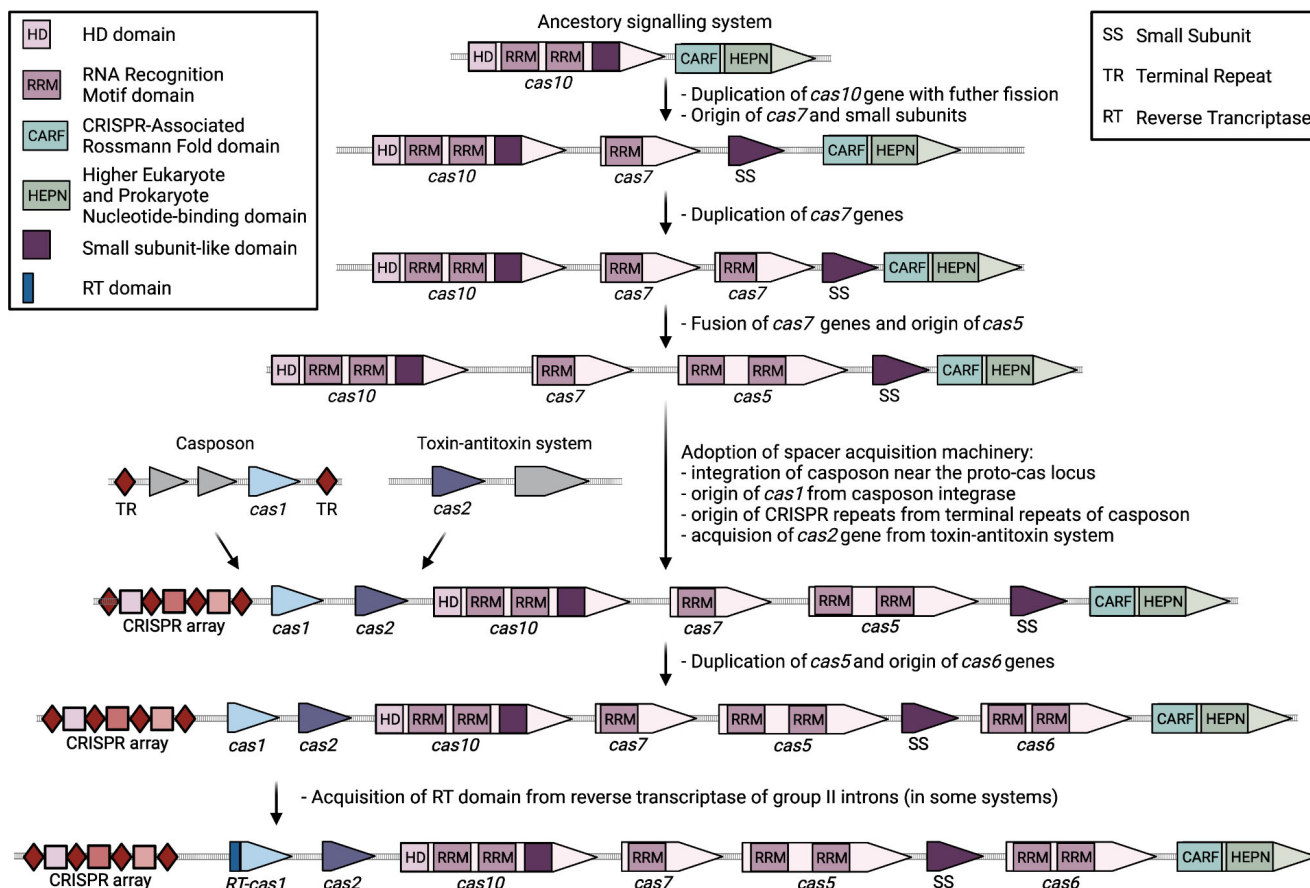 HD HD domain
RRM RNA Recognition
Motif domain
CARF CRISPR-Associated
Rossmann Fold domain
HEPN Higher Eukaryote
and Prokaryote
Nucleotide-binding domain
Small subunit-like domain
RT domain
SS Small Subunit
TR Terminal Repeat
RT Reverse Trancriptase
Ancestory signalling system
HD RRM RRM CARF HEPN
cas10
- Duplication of cas10 gene with futher fission
- Origin of cas7 and small subunits
HD RRM RRM RRM CARF HEPN
cas10 cas7 SS
- Duplication of cas7 genes
HD RRM RRM RRM RRM CARF HEPN
cas10 cas7 cas7 SS
- Fusion of cas7 genes and origin of cas5
HD RRM RRM RRM RRM RRM CARF HEPN
cas10 cas7 cas5 SS
Casposon
TR cas1 TR
Toxin-antitoxin system
cas2
Adoption of spacer acquisition machinery:
- integration of casposon near the proto-cas locus
- origin of cas1 from casposon integrase
- origin of CRISPR repeats from terminal repeats of casposon
- acquision of cas2 gene from toxin-antitoxin system
HD RRM RRM RRM RRM RRM CARF HEPN
CRISPR array cas1 cas2 cas10 cas7 cas5 SS
- Duplication of cas5 and origin of cas6 genes
HD RRM RRM RRM RRM RRM RRM RRM CARF HEPN
CRISPR array cas1 cas2 cas10 cas7 cas5 SS cas6
- Acquisition of RT domain from reverse transcriptase of group II introns (in some systems)
HD RRM RRM RRM RRM RRM RRM RRM CARF HEPN
CRISPR array RT-cas1 cas2 cas10 cas7 cas5 SS cas6